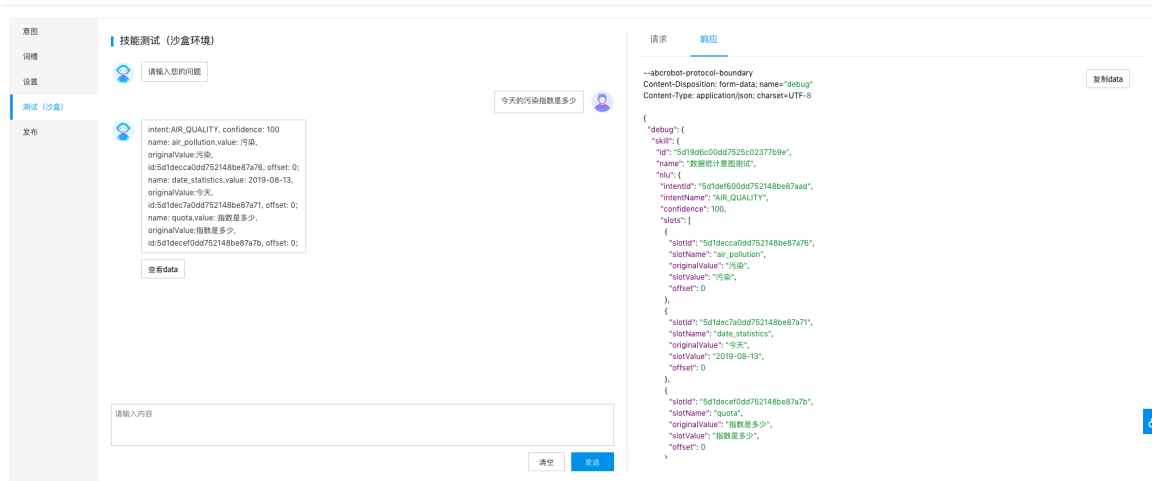 意图
词槽
设置
测试（沙盒）
发布
技能测试（沙盒环境）
请输入您的问题
今天的污染指数是多少
intent:AIR_QUALITY, confidence: 100
name: air_pollution,value: 污染,
originalValue:污染,
id:5d1decca0dd752148be87a76, offset: 0;
name: date_statistics,value: 2019-08-13,
originalValue:今天,
id:5d1dec7a0dd752148be87a71, offset: 0;
name: quota,value: 指数是多少,
originalValue:指数是多少,
id:5d1decef0dd752148be87a7b, offset: 0;
查看data
请输入内容
清空
发送
请求
响应
--abcrobot-protocol-boundary
Content-Disposition: form-data; name="debug"
Content-Type: application/json; charset=UTF-8
复制data
{
"debug": {
"skill": {
"id": "5d19d6c00dd7525c02377b9e",
"name": "数据统计意图测试",
"nlu": {
"intentId": "5d1def600dd752148be87aad",
"intentName": "AIR_QUALITY",
"confidence": 100,
"slots": [
{
"slotId": "5d1decca0dd752148be87a76",
"slotName": "air_pollution",
"originalValue": "污染",
"slotValue": "污染",
"offset": 0
},
{
"slotId": "5d1dec7a0dd752148be87a71",
"slotName": "date_statistics",
"originalValue": "今天",
"slotValue": "2019-08-13",
"offset": 0
},
{
"slotId": "5d1decef0dd752148be87a7b",
"slotName": "quota",
"originalValue": "指数是多少",
"slotValue": "指数是多少",
"offset": 0